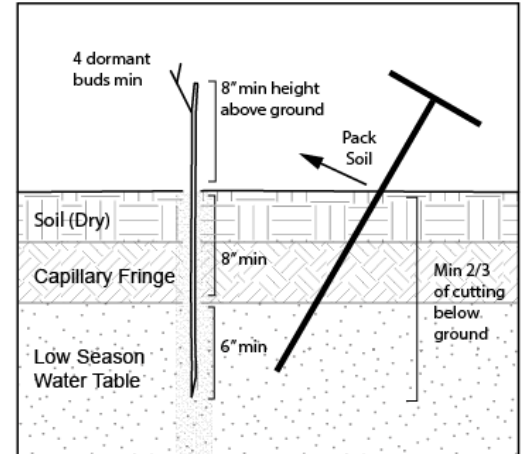 4 dormant
buds min
8” min height
above ground
Pack
Soil
Soil (Dry)
8” min
Capillary Fringe
Min 2/3
of cutting
below
ground
6” min
Low Season
Water Table